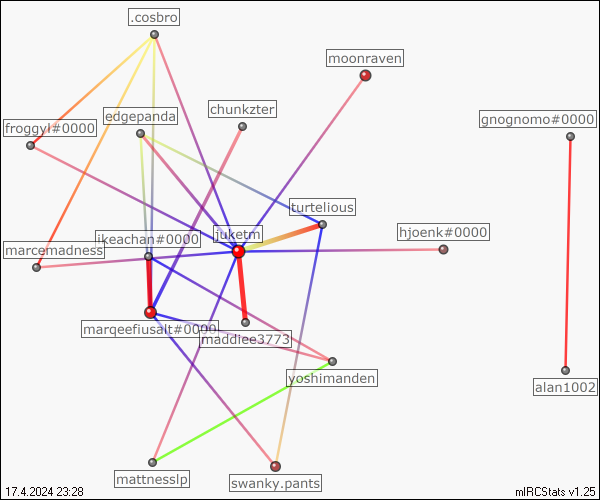 .cosbro
moonraven
chunkzter
edgepanda
gnognomo#0000
froggyl#0000
turtelious
hjoenk#0000
juketm
ikeachan#0000
marcemadness
marqeefiusalt#0000
maddiee3773
yoshimanden
alan1002
mattnesslp
swanky.pants
17.4.2024 23:28
mIRCStats v1.25